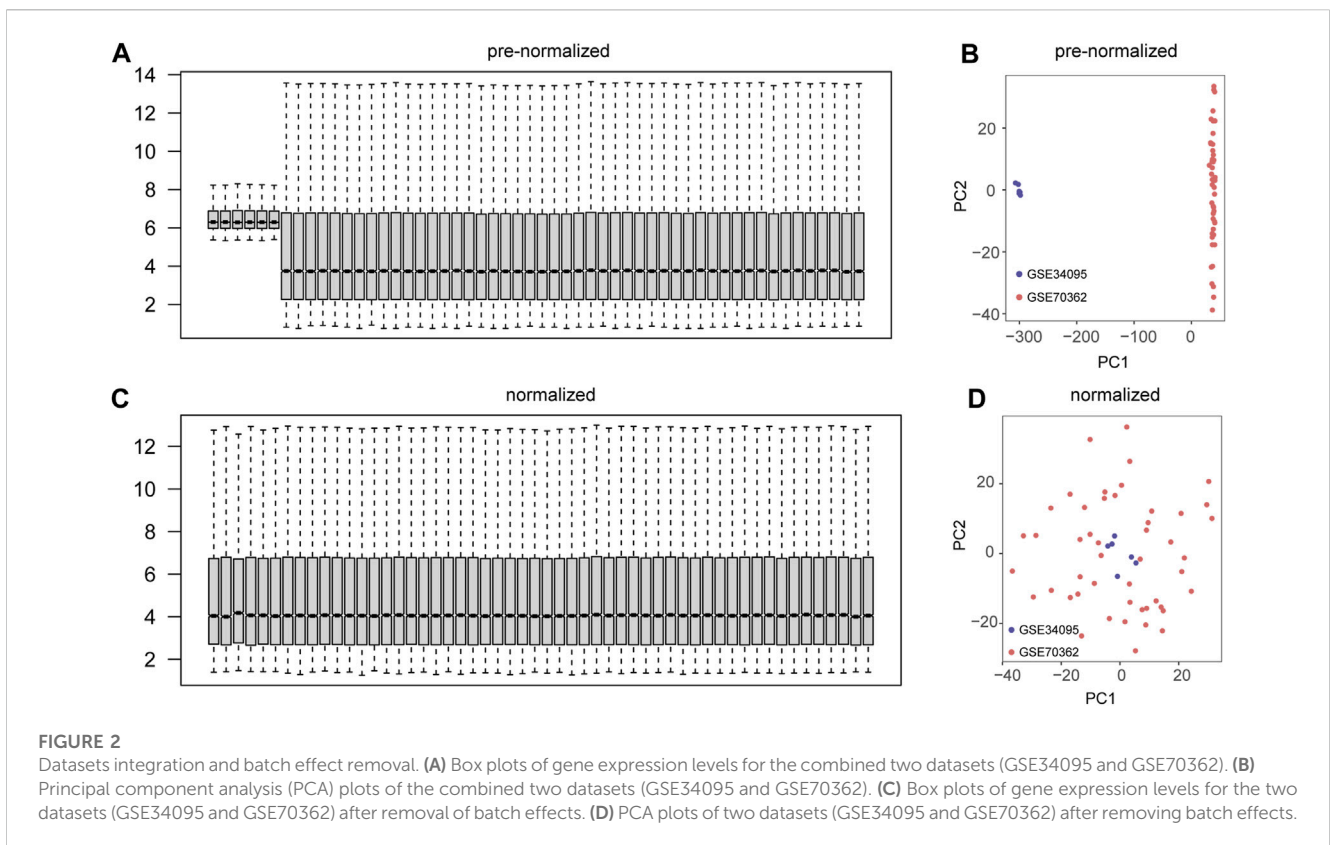 A
pre-normalized
14
12
10
8
6
4
2
B
pre-normalized
PC2
20
0
−20
−40
GSE34095
GSE70362
−300
−200
−100
0
PC1
C
normalized
12
10
8
6
4
2
D
normalized
PC2
20
0
−20
GSE34095
GSE70362
−40
−20
0
20
PC1
FIGURE 2
Datasets integration and batch effect removal. (A) Box plots of gene expression levels for the combined two datasets (GSE34095 and GSE70362). (B)
Principal component analysis (PCA) plots of the combined two datasets (GSE34095 and GSE70362). (C) Box plots of gene expression levels for the two
datasets (GSE34095 and GSE70362) after removal of batch effects. (D) PCA plots of two datasets (GSE34095 and GSE70362) after removing batch effects.